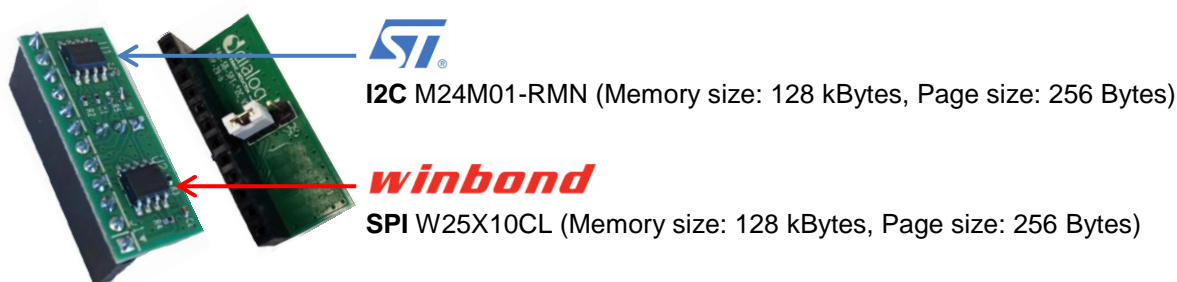 ST
I2C M24M01-RMN (Memory size: 128 kBytes, Page size: 256 Bytes)
dialog
winbond
SPI W25X10CL (Memory size: 128 kBytes, Page size: 256 Bytes)